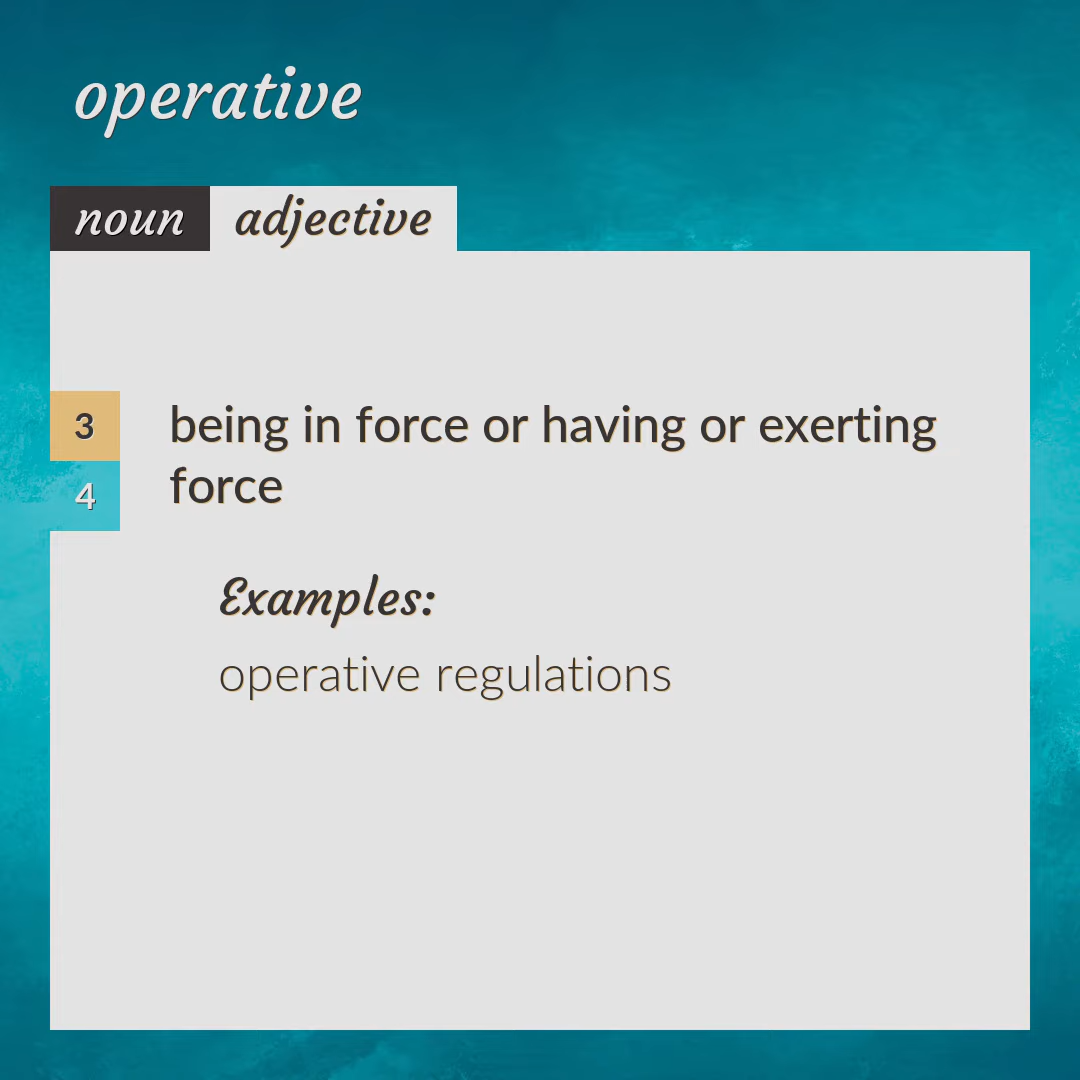 operative
noun adjective
3 being in force or having or exerting
4 force
Examples:
operative regulations